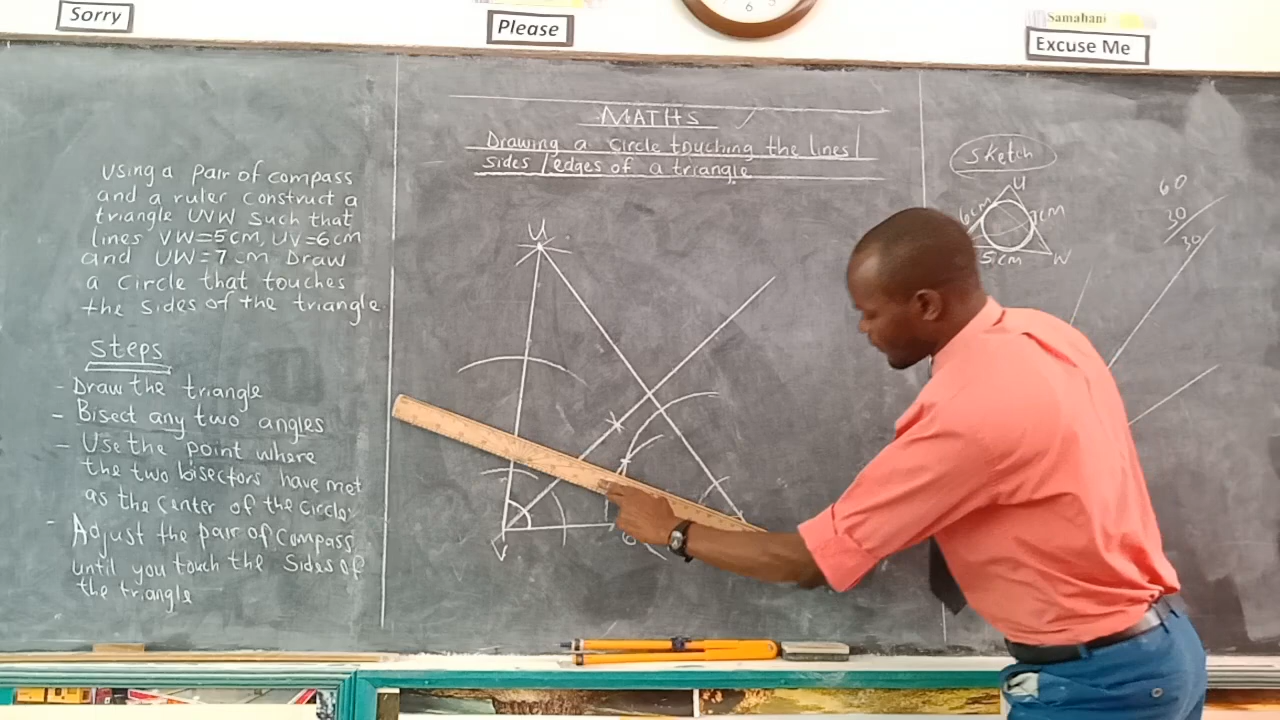 Sorry
Please
Samahani
Excuse Me
using a pair of compass
and a ruler construct a
triangle UVW such that
lines VW=5cm, UV=6cm
and UW=7cm Draw
a circle that touches
the sides of the triangle
Steps
- Draw the triangle
- Bisect any two angles
- Use the point where
the two bisectors have met
as the center of the circle.
- Adjust the pair of compass
until you touch the sides of
the triangle
MATHS
Drawing a circle touching the lines/
sides /edges of a triangle
U
V
6
Sketch
U
6cm
7cm
5cm
W
60
30
30